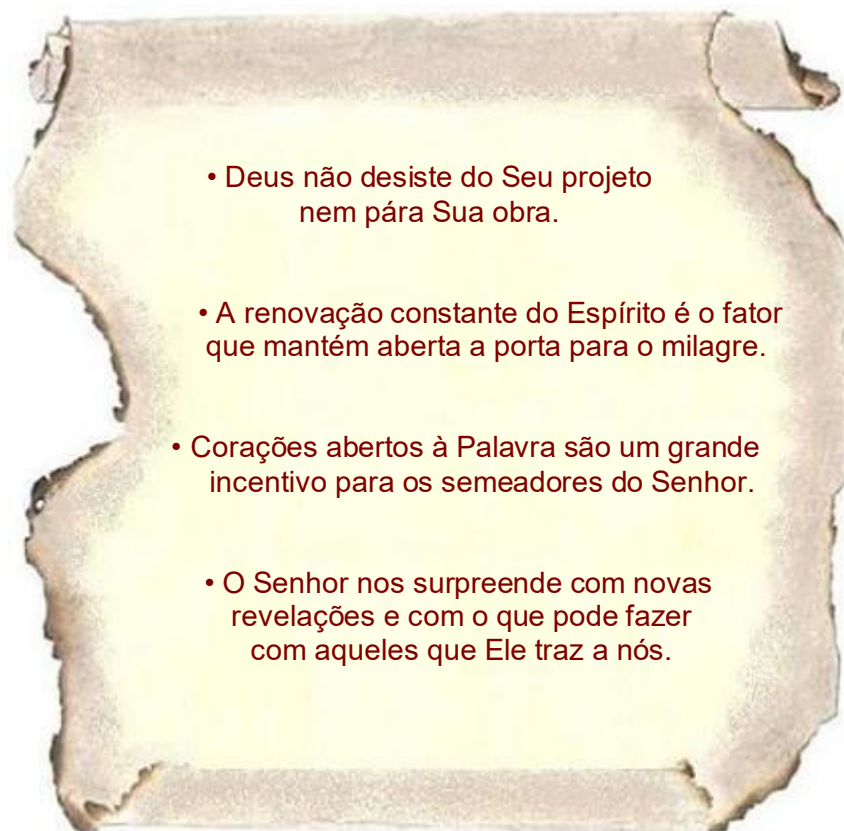 • Deus não desiste do Seu projeto
nem pára Sua obra.
• A renovação constante do Espírito é o fator
que mantém aberta a porta para o milagre.
• Corações abertos à Palavra são um grande
incentivo para os semeadores do Senhor.
• O Senhor nos surpreende com novas
revelações e com o que pode fazer
com aqueles que Ele traz a nós.